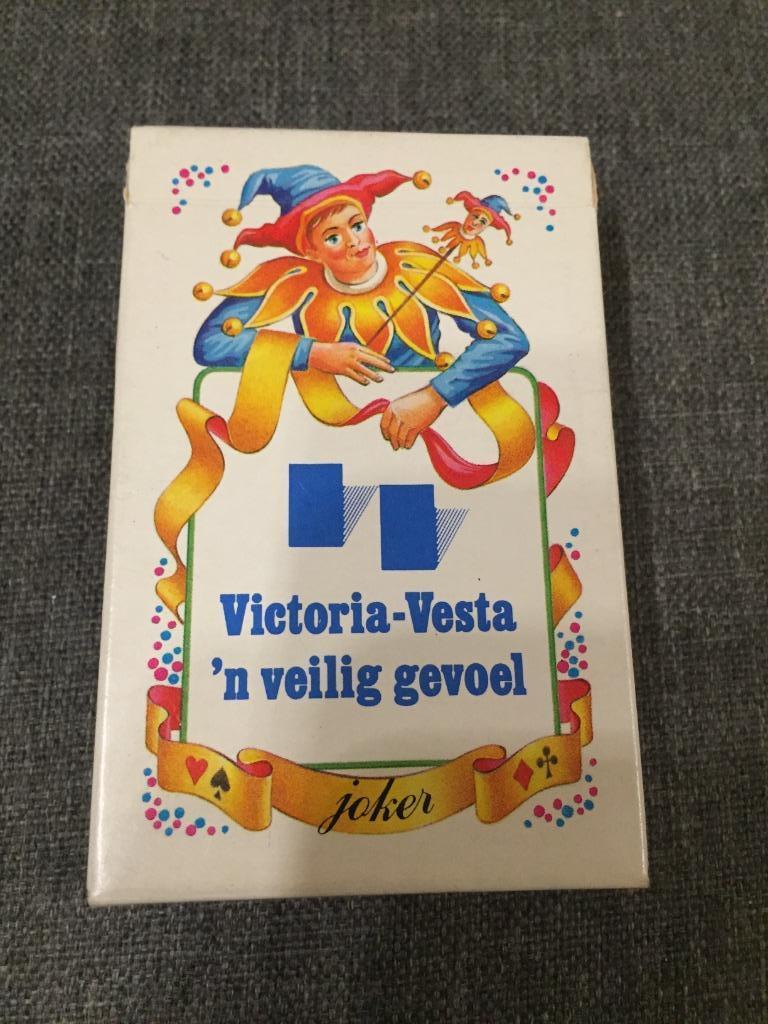 Victoria-Vesta
'n veilig gevoel
joker